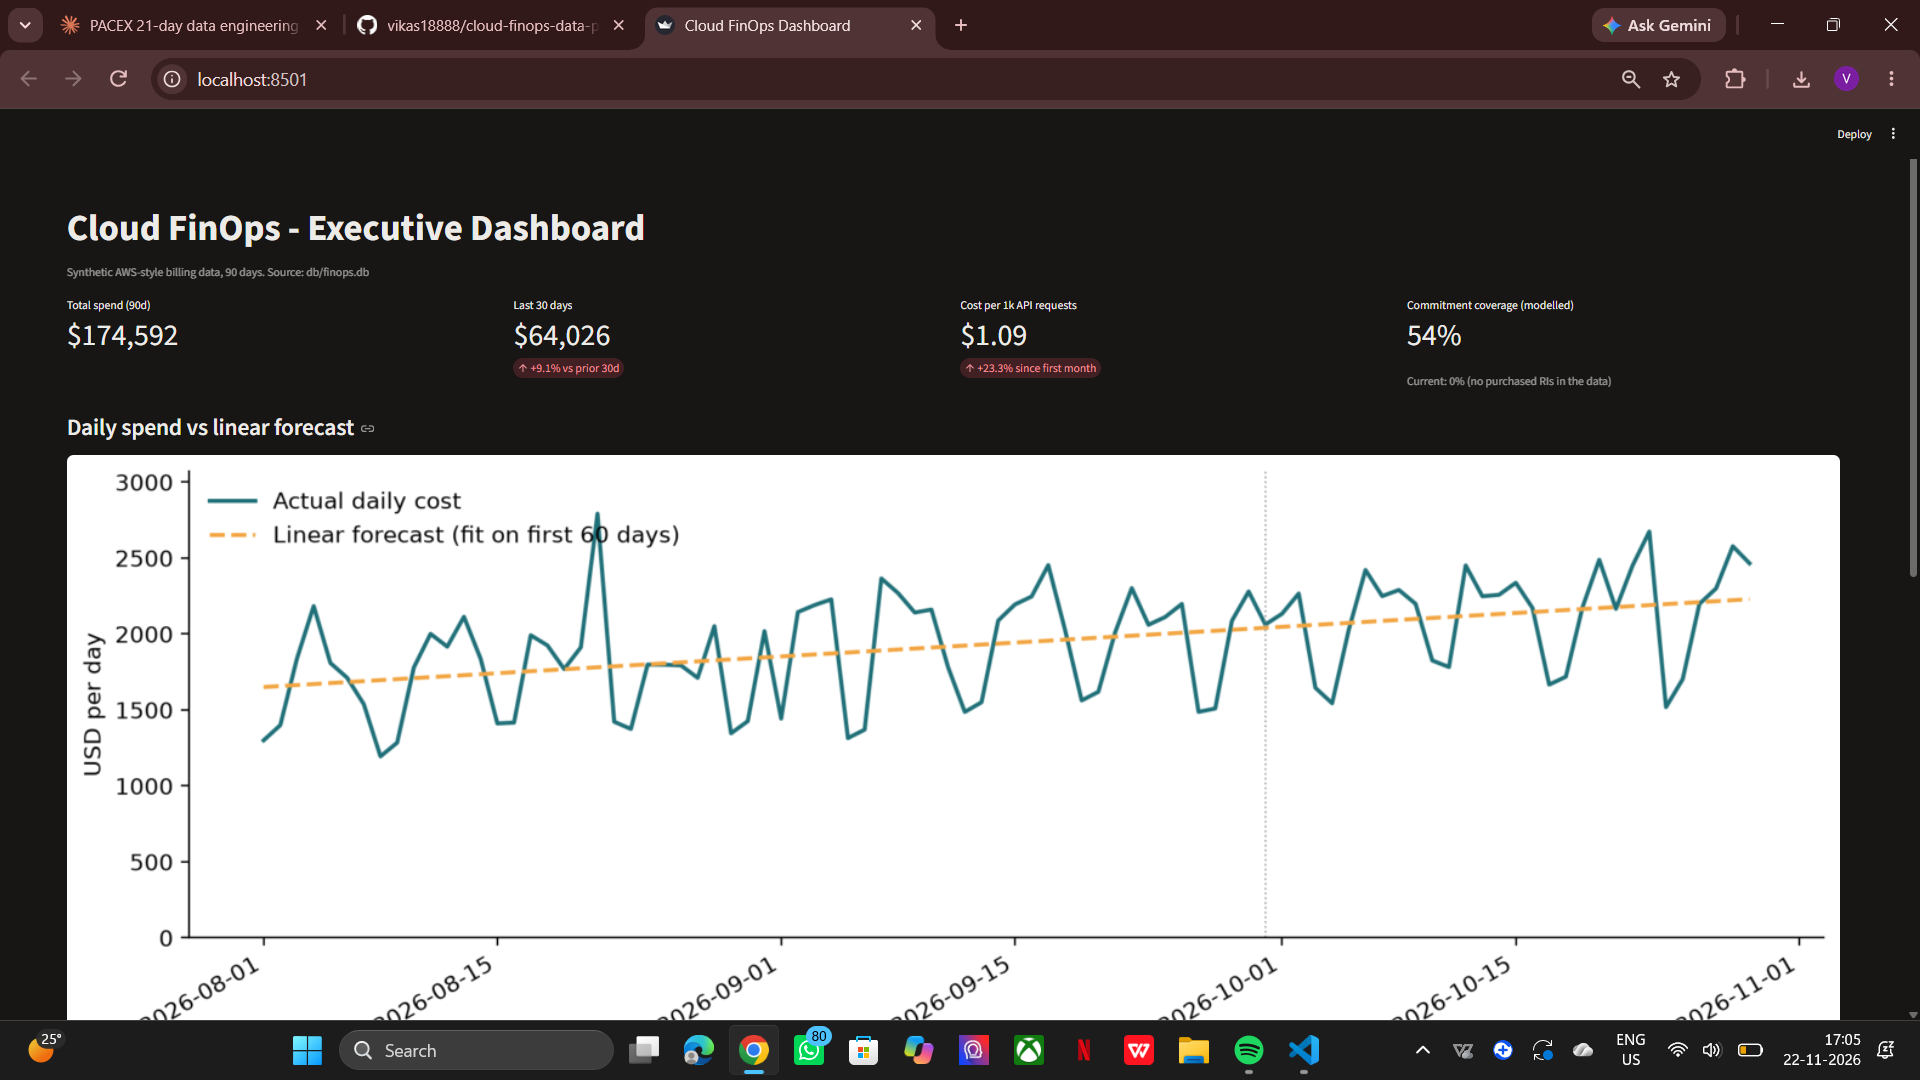 PACEX 21-day data engineering
vikas18888/cloud-finops-data-p
Cloud FinOps Dashboard
Ask Gemini
localhost:8501
V
Deploy
Cloud FinOps - Executive Dashboard
Synthetic AWS-style billing data, 90 days. Source: db/finops.db
Total spend (90d)
$174,592
Last 30 days
$64,026
↑ +9.1% vs prior 30d
Cost per 1k API requests
$1.09
↑ +23.3% since first month
Commitment coverage (modelled)
54%
Current: 0% (no purchased RIs in the data)
Daily spend vs linear forecast
Actual daily cost
Linear forecast (fit on first 60 days)
USD per day
3000
2500
2000
1500
1000
500
0
2026-08-01
2026-08-15
2026-09-01
2026-09-15
2026-10-01
2026-10-15
2026-11-01
25°
Search
80
ENG
US
17:05
22-11-2026